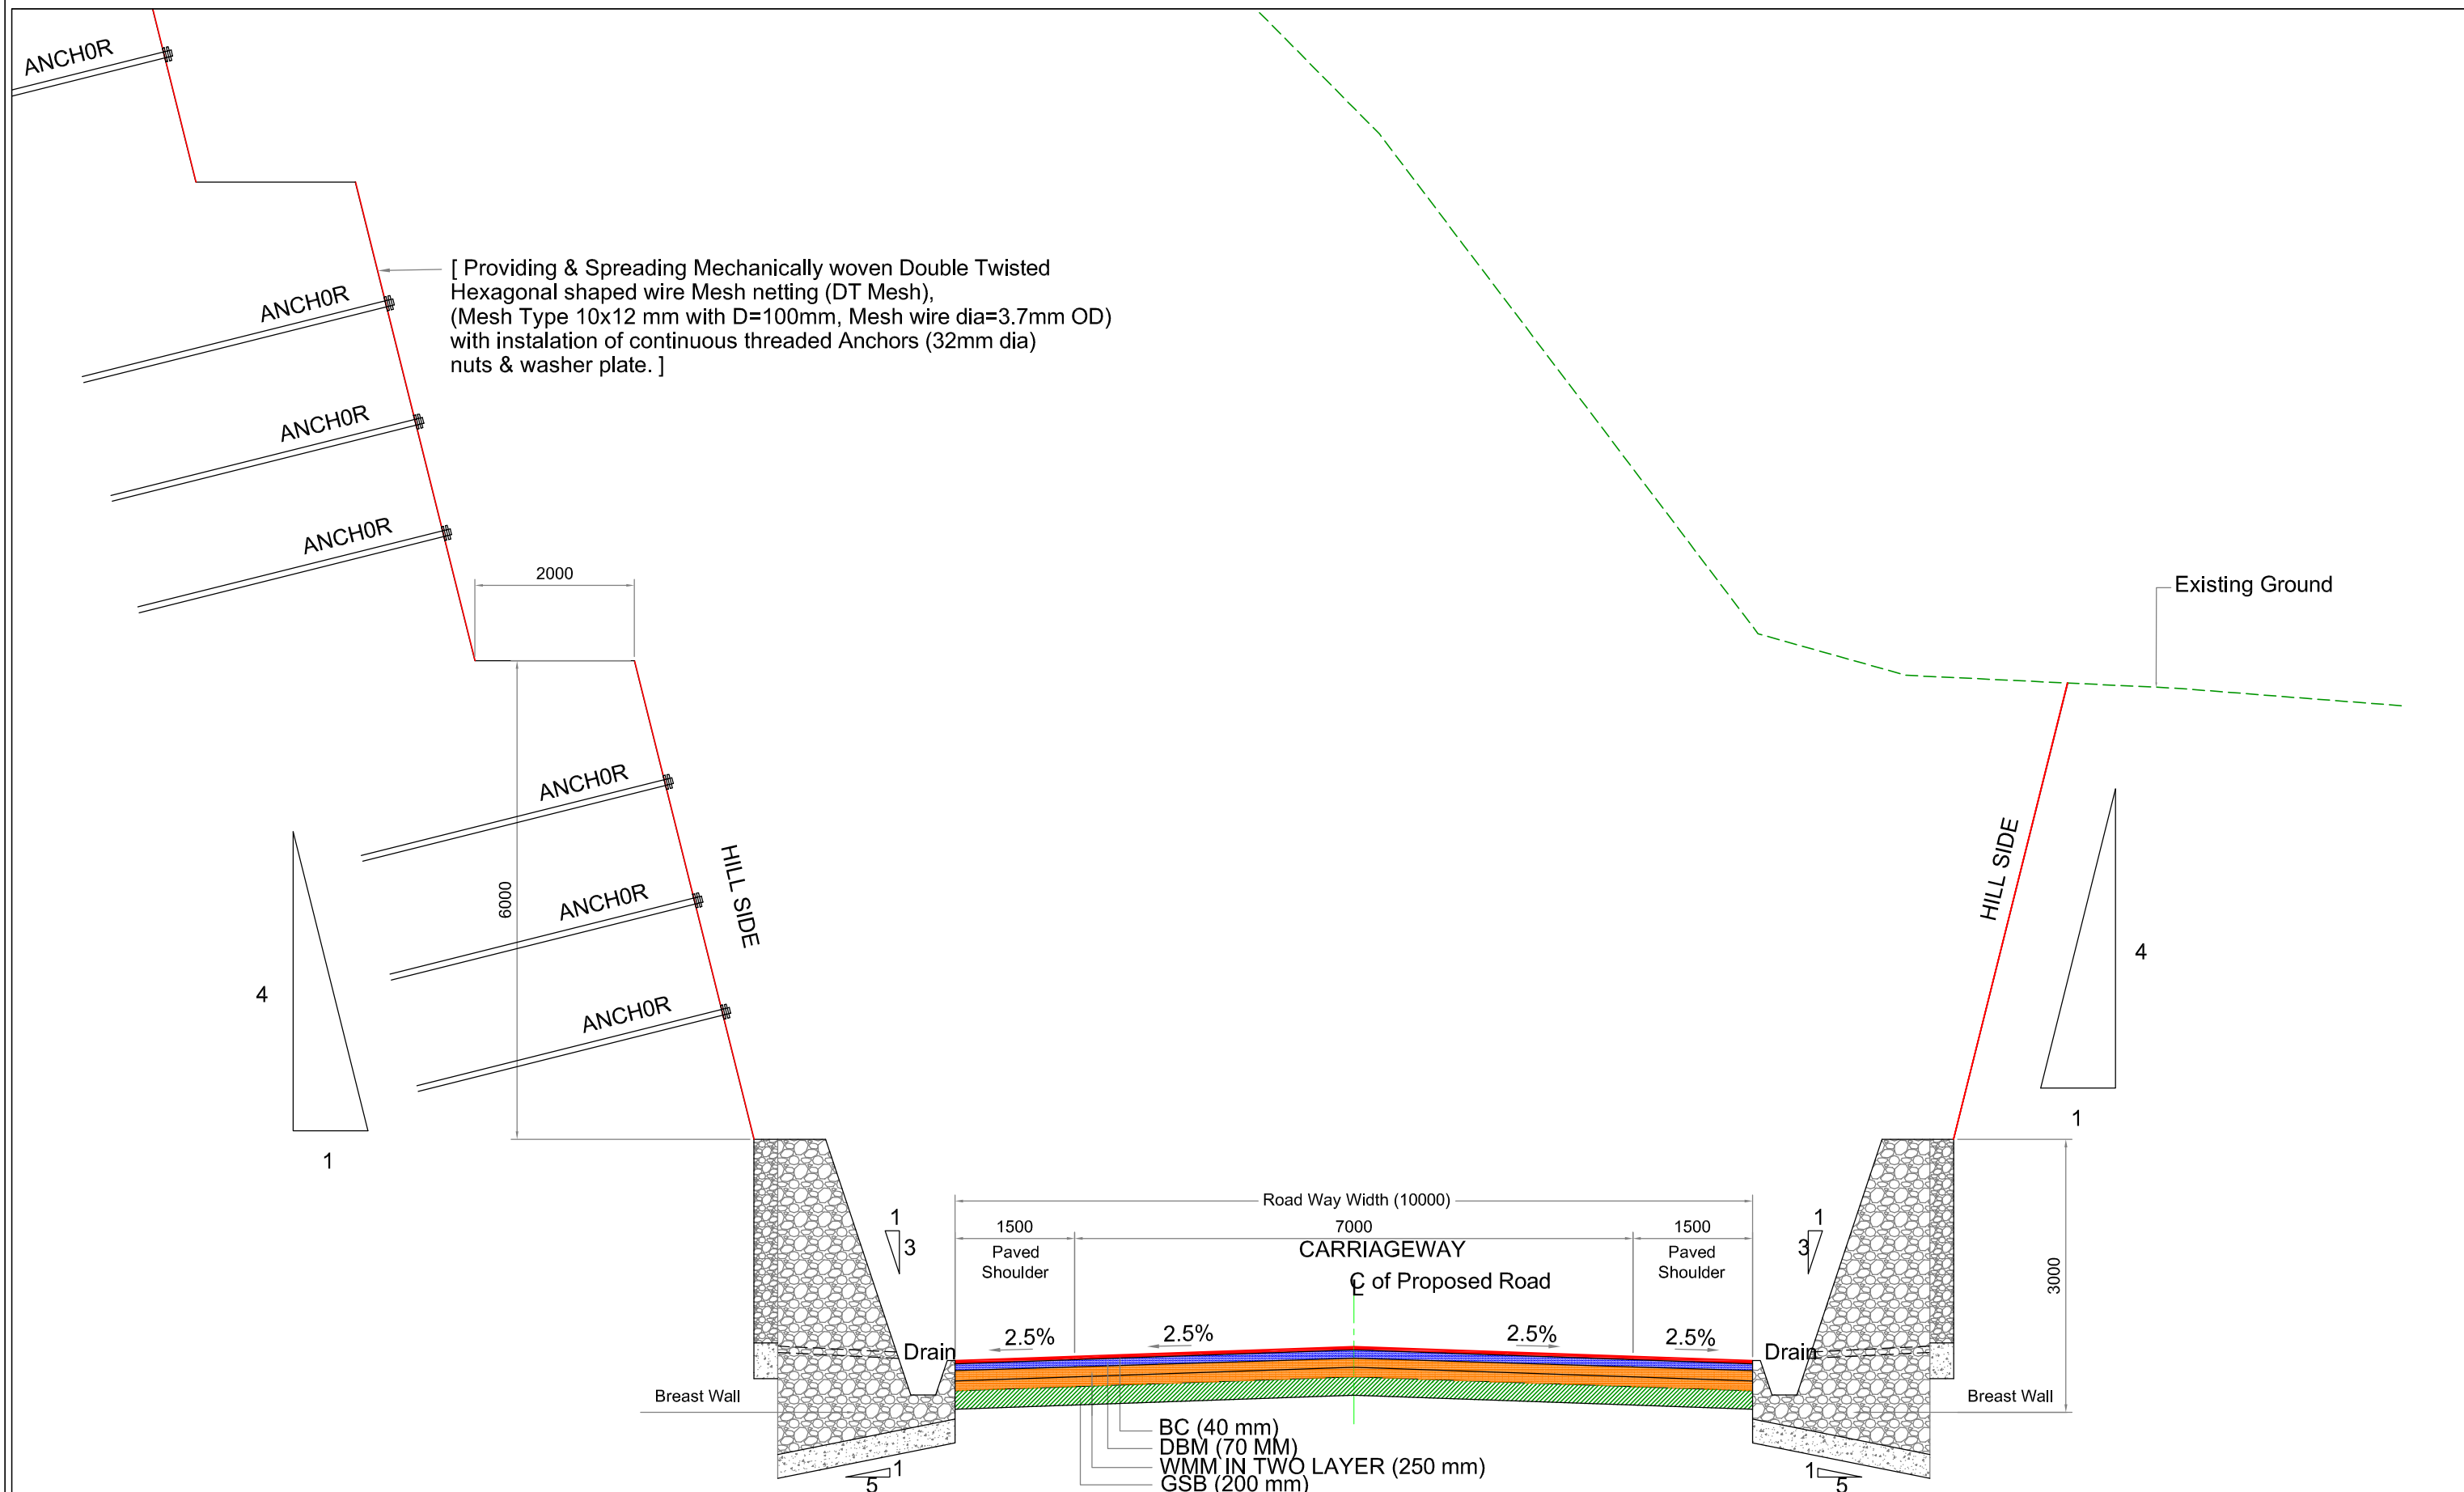 ANCH0R
[ Providing & Spreading Mechanically woven Double Twisted
Hexagonal shaped wire Mesh netting (DT Mesh),
(Mesh Type 10x12 mm with D=100mm, Mesh wire dia=3.7mm OD)
with instalation of continuous threaded Anchors (32mm dia)
nuts & washer plate. ]
ANCH0R
ANCH0R
ANCH0R
2000
Existing Ground
ANCH0R
ANCH0R
ANCH0R
6000
HILL SIDE
HILL SIDE
4
1
4
1
Road Way Width (10000)
1500
7000
1500
Paved
Shoulder
CARRIAGEWAY
Paved
Shoulder
CL of Proposed Road
1
3
1
3
3000
2.5%
2.5%
2.5%
2.5%
Drain
Drain
Breast Wall
Breast Wall
BC (40 mm)
DBM (70 MM)
WMM IN TWO LAYER (250 mm)
GSB (200 mm)
1
5
1
5